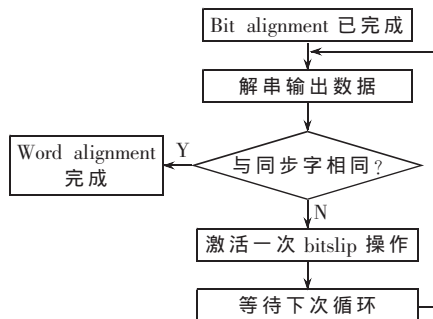 Bit alignment 已完成
解串输出数据
与同步字相同?
Y
Word alignment
完成
N
激活一次 bitslip 操作
等待下次循环